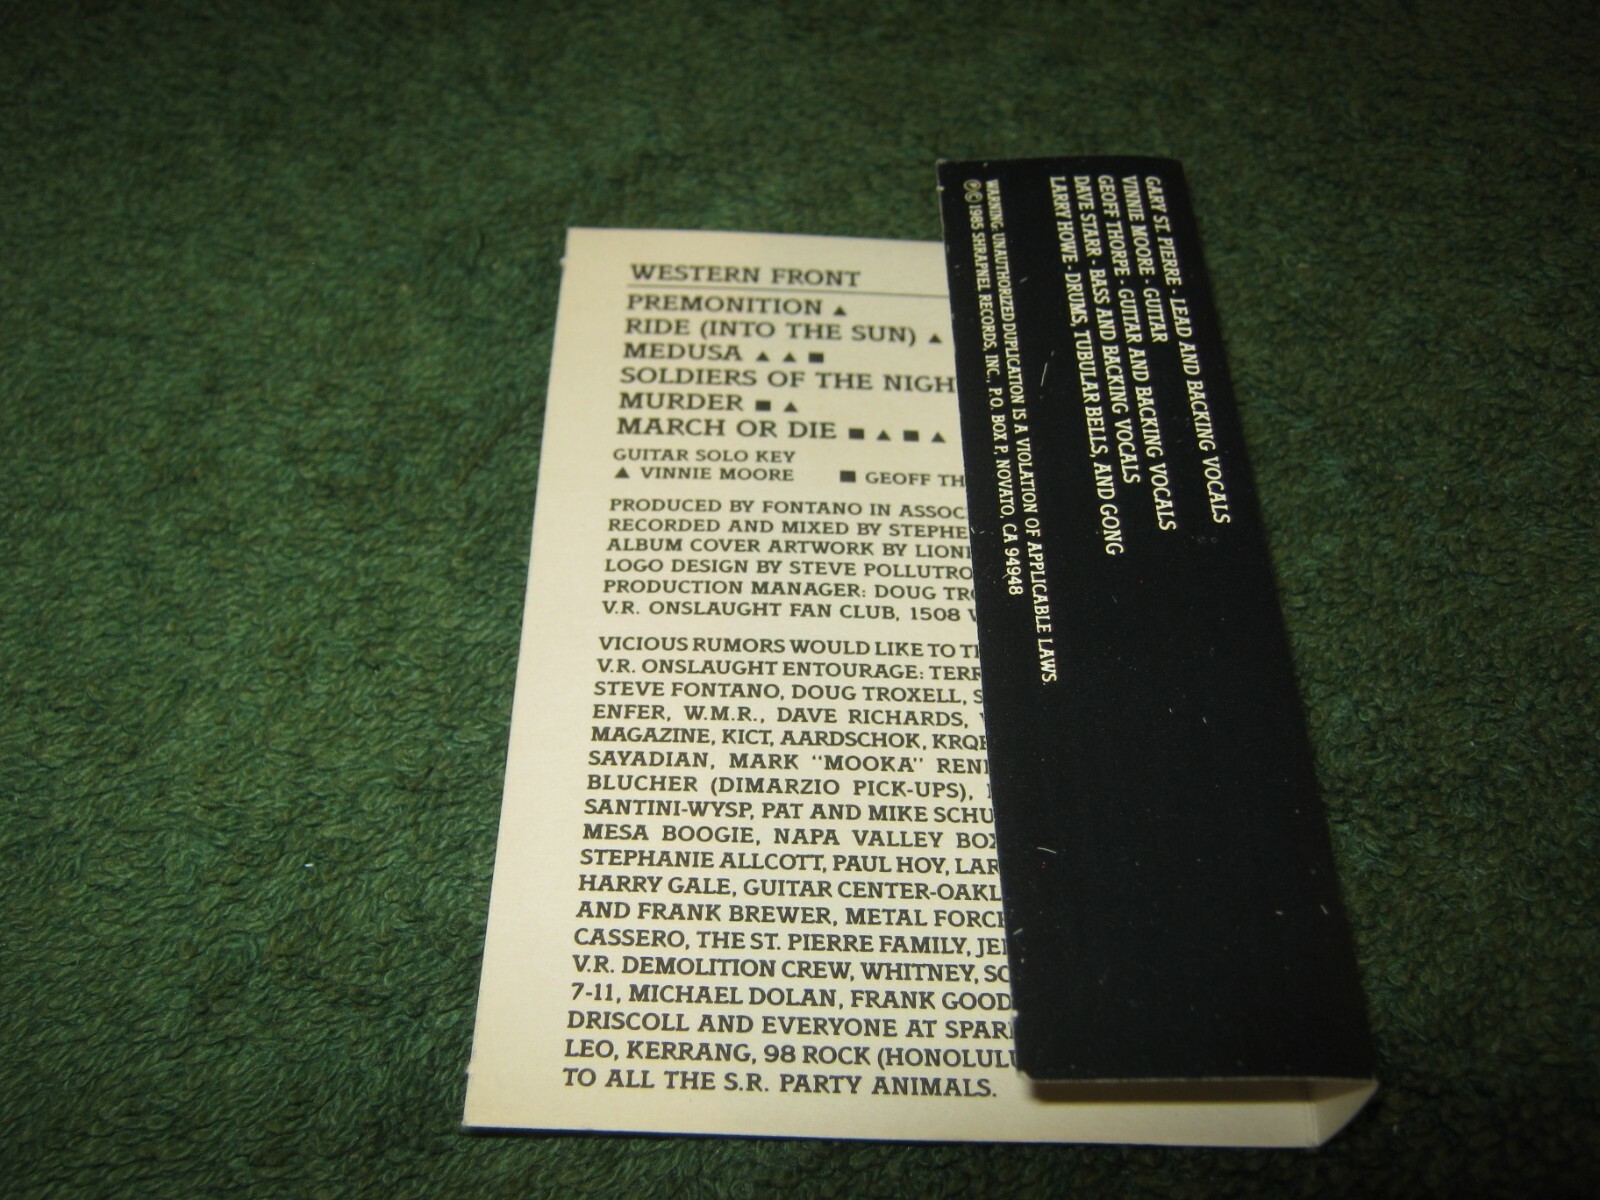 WESTERN FRONT
PREMONITION ▲
RIDE (INTO THE SUN) ▲
MEDUSA ▲ ▲ ■
SOLDIERS OF THE NIGH
MURDER ■ ▲
MARCH OR DIE ■ ▲ ■ ▲
GUITAR SOLO KEY
▲ VINNIE MOORE ■ GEOFF TH
PRODUCED BY FONTANO IN ASSOC
RECORDED AND MIXED BY STEPHE
ALBUM COVER ARTWORK BY LION
LOGO DESIGN BY STEVE POLLUTRO
PRODUCTION MANAGER: DOUG TRO
V.R. ONSLAUGHT FAN CLUB, 1508
VICIOUS RUMORS WOULD LIKE TO T
V.R. ONSLAUGHT ENTOURAGE: TERR
STEVE FONTANO, DOUG TROXELL, S
ENFER, W.M.R., DAVE RICHARDS,
MAGAZINE, KICT, AARDSCHOK, KRQR
SAYADIAN, MARK "MOOKA" REN
BLUCHER (DIMARZIO PICK-UPS),
SANTINI-WYSP, PAT AND MIKE SCHU
MESA BOOGIE, NAPA VALLEY BOX
STEPHANIE ALLCOTT, PAUL HOY, LAR
HARRY GALE, GUITAR CENTER-OAKL
AND FRANK BREWER, METAL FORC
CASSERO, THE ST. PIERRE FAMILY, JE
V.R. DEMOLITION CREW, WHITNEY, SC
7-11, MICHAEL DOLAN, FRANK GOOD
DRISCOLL AND EVERYONE AT SPAR
LEO, KERRANG, 98 ROCK (HONOLULU
TO ALL THE S.R. PARTY ANIMALS.
GARY ST. PIERRE - LEAD AND BACKING VOCALS
VINNIE MOORE - GUITAR
GEOFF THORPE - GUITAR AND BACKING VOCALS
DAVE STARR - BASS AND BACKING VOCALS
LARRY HOWE - DRUMS, TUBULAR BELLS, AND GONG
WARNING: UNAUTHORIZED DUPLICATION IS A VIOLATION OF APPLICABLE LAWS.
℗ © 1985 SHRAPNEL RECORDS, INC., P.O. BOX P, NOVATO, CA 94948